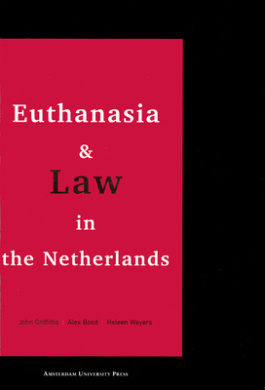 Euthanasia
&
Law
in
the Netherlands
John Griffiths Alex Bood Heleen Weyers
AMSTERDAM UNIVERSITY PRESS